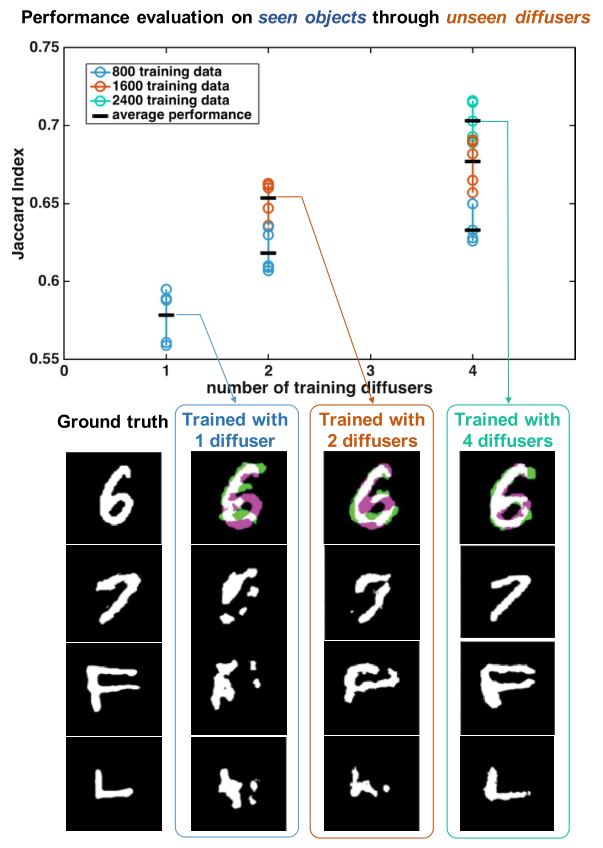 Performance evaluation on seen objects through unseen diffusers
0.75
0.7
0.65
0.6
0.55
Jaccard Index
800 training data
1600 training data
2400 training data
average performance
0
1
2
3
4
number of training diffusers
Ground truth
Trained with
1 diffuser
Trained with
2 diffusers
Trained with
4 diffusers
6
7
F
L